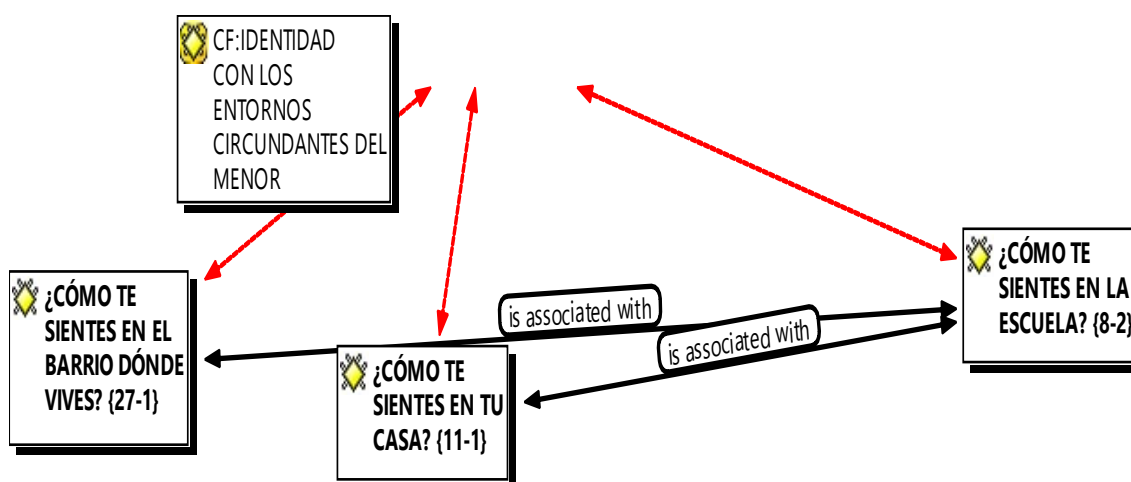 CF:IDENTIDAD
CON LOS
ENTORNOS
CIRCUNDANTES DEL
MENOR
¿CÓMO TE
SIENTES EN EL
BARRIO DÓNDE
VIVES? {27-1}
is associated with
¿CÓMO TE
SIENTES EN TU
CASA? {11-1}
is associated with
¿CÓMO TE
SIENTES EN LA
ESCUELA? {8-2}